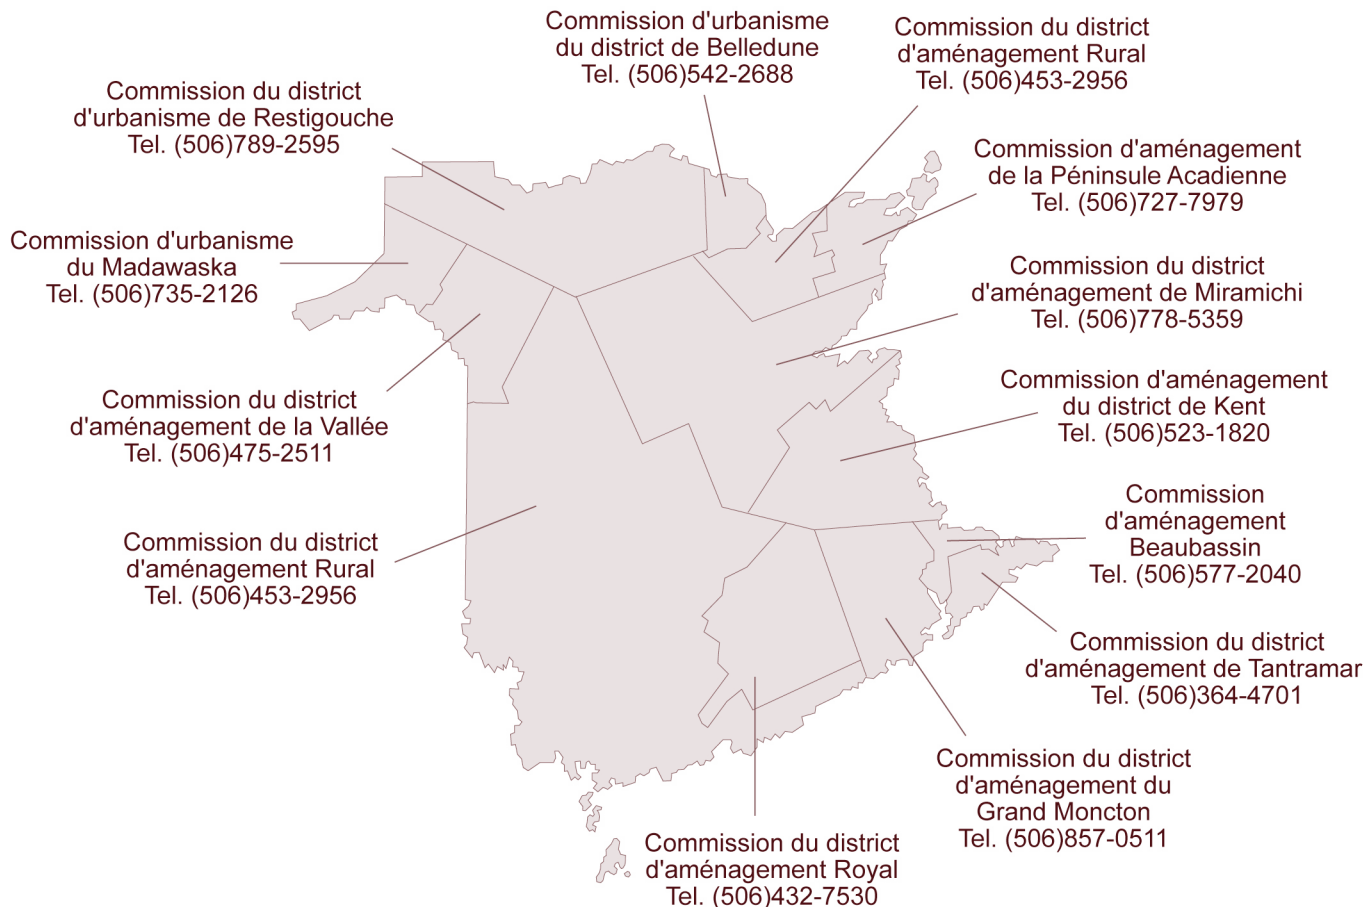 Commission d'urbanisme
du district de Belledune
Tel. (506)542-2688
Commission du district
d'aménagement Rural
Tel. (506)453-2956
Commission du district
d'urbanisme de Restigouche
Tel. (506)789-2595
Commission d'aménagement
de la Péninsule Acadienne
Tel. (506)727-7979
Commission d'urbanisme
du Madawaska
Tel. (506)735-2126
Commission du district
d'aménagement de Miramichi
Tel. (506)778-5359
Commission du district
d'aménagement de la Vallée
Tel. (506)475-2511
Commission d'aménagement
du district de Kent
Tel. (506)523-1820
Commission
d'aménagement
Beaubassin
Tel. (506)577-2040
Commission du district
d'aménagement Rural
Tel. (506)453-2956
Commission du district
d'aménagement de Tantramar
Tel. (506)364-4701
Commission du district
d'aménagement du
Grand Moncton
Tel. (506)857-0511
Commission du district
d'aménagement Royal
Tel. (506)432-7530